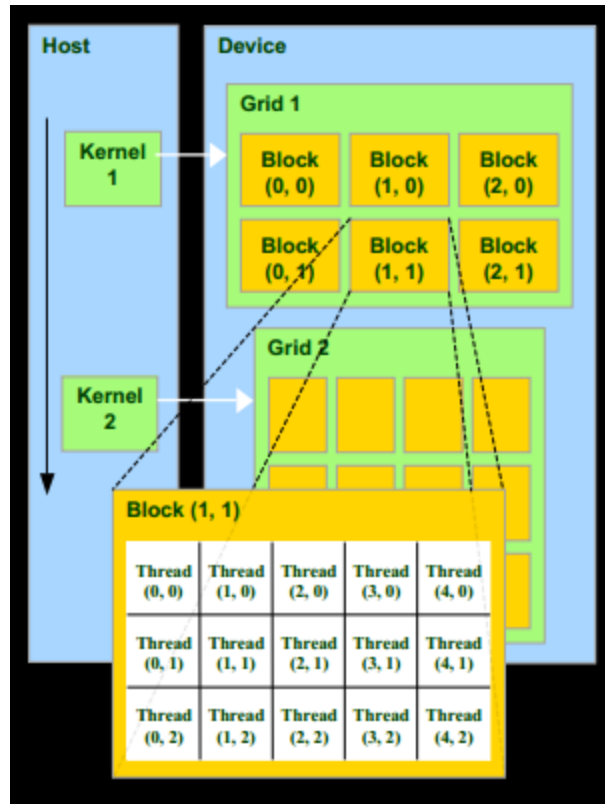 Host
Device
Grid 1
Kernel
1
Block
(0, 0)
Block
(1, 0)
Block
(2, 0)
Block
(0, 1)
Block
(1, 1)
Block
(2, 1)
Grid 2
Kernel
2
Block (1, 1)
Thread
(0, 0)
Thread
(1, 0)
Thread
(2, 0)
Thread
(3, 0)
Thread
(4, 0)
Thread
(0, 1)
Thread
(1, 1)
Thread
(2, 1)
Thread
(3, 1)
Thread
(4, 1)
Thread
(0, 2)
Thread
(1, 2)
Thread
(2, 2)
Thread
(3, 2)
Thread
(4, 2)